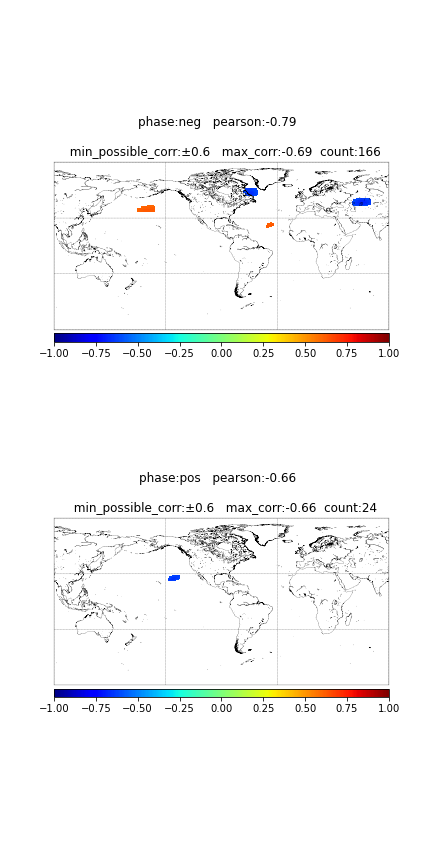 phase:neg   pearson:-0.79
min_possible_corr:±0.6   max_corr:-0.69  count:166
−1.00 −0.75 −0.50 −0.25 0.00 0.25 0.50 0.75 1.00
phase:pos   pearson:-0.66
min_possible_corr:±0.6   max_corr:-0.66  count:24
−1.00 −0.75 −0.50 −0.25 0.00 0.25 0.50 0.75 1.00